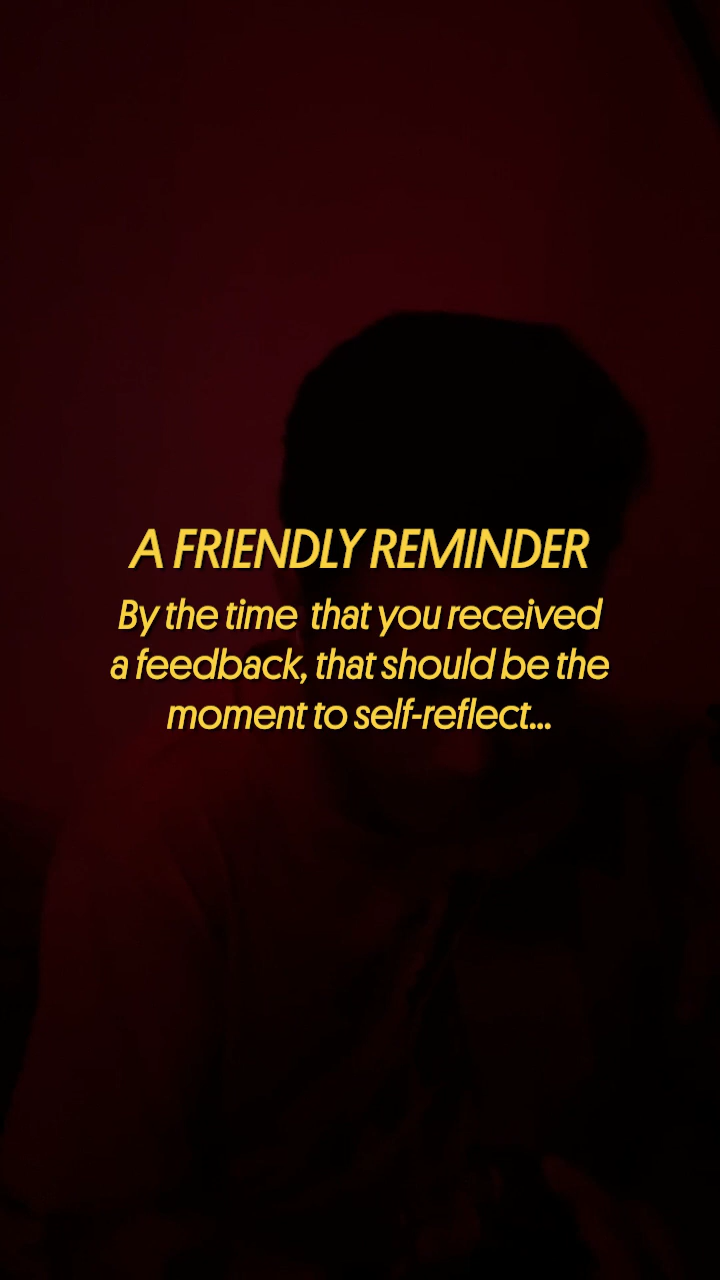 A FRIENDLY REMINDER
By the time that you received
a feedback, that should be the
moment to self-reflect...